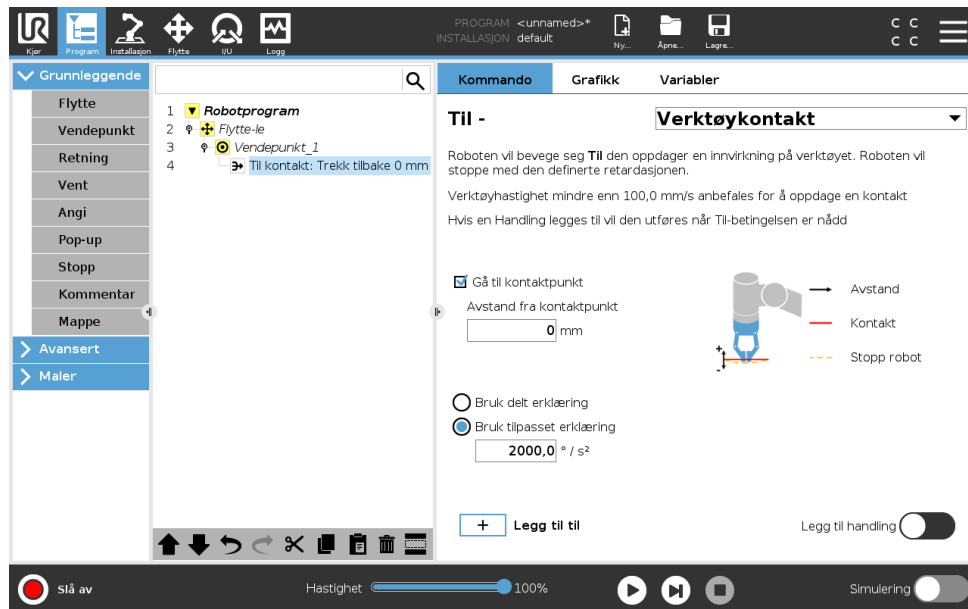 PROGRAM <unnamed>*
INSTALLASJON default
Kjør Program Installasjon Flytte I/U Logg Ny... Åpne... Lagre...
C C
C C
Grunnleggende
Flytte
Vendepunkt
Retning
Vent
Angi
Pop-up
Stopp
Kommentar
Mappe
Avansert
Maler
1 Robotprogram
2 Flytte-le
3 Vendepunkt_1
4 Til kontakt: Trekk tilbake 0 mm
Kommando Grafikk Variabler
Til - Verktøykontakt
Roboten vil bevege seg Til den oppdager en innvirkning på verktøyet. Roboten vil
stoppe med den definerte retardasjonen.
Verktøyhastighet mindre enn 100,0 mm/s anbefales for å oppdage en kontakt
Hvis en Handling legges til vil den utføres når Til-betingelsen er nådd
Gå til kontaktpunkt
Avstand fra kontaktpunkt
0 mm
Avstand
Kontakt
Stopp robot
+
-
Bruk delt erklæring
Bruk tilpasset erklæring
2000,0 ° / s²
+ Legg til til
Legg til handling
Slå av
Hastighet 100%
Simulering